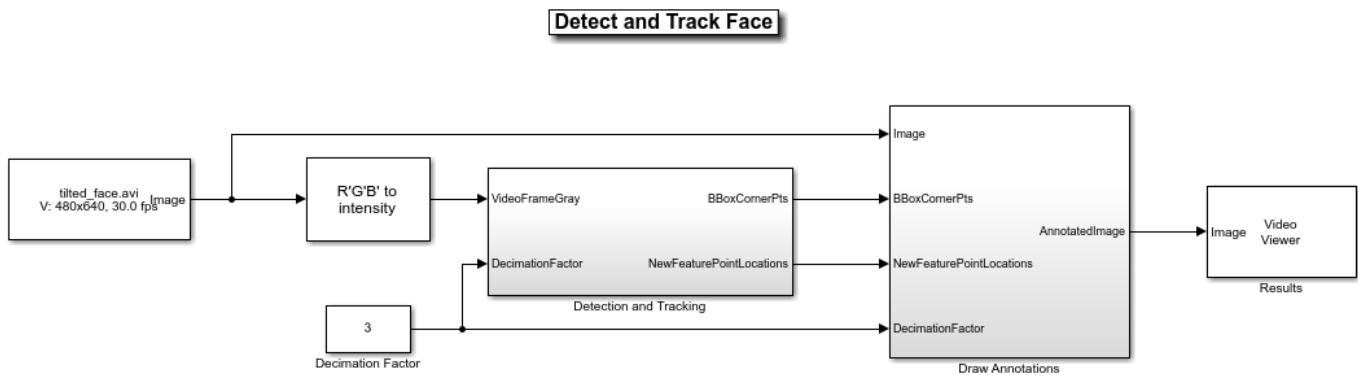 Detect and Track Face
tilted_face.avi
V: 480x640, 30.0 fps
Image
R'G'B' to
intensity
VideoFrameGray
DecimationFactor
BBoxCornerPts
NewFeaturePointLocations
Detection and Tracking
3
Decimation Factor
Image
BBoxCornerPts
NewFeaturePointLocations
DecimationFactor
AnnotatedImage
Draw Annotations
Image
Video
Viewer
Results